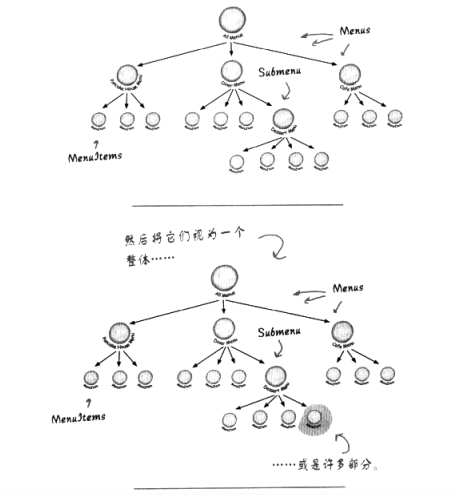 All Menus
Menus
Submenu
Pancake House Menu
Diner Menu
Cafe Menu
Dessert Menu
MenuItems
然后将它们视为一个
整体……
All Menus
Menus
Submenu
Pancake House Menu
Diner Menu
Cafe Menu
Dessert Menu
MenuItems
……或是许多部分。